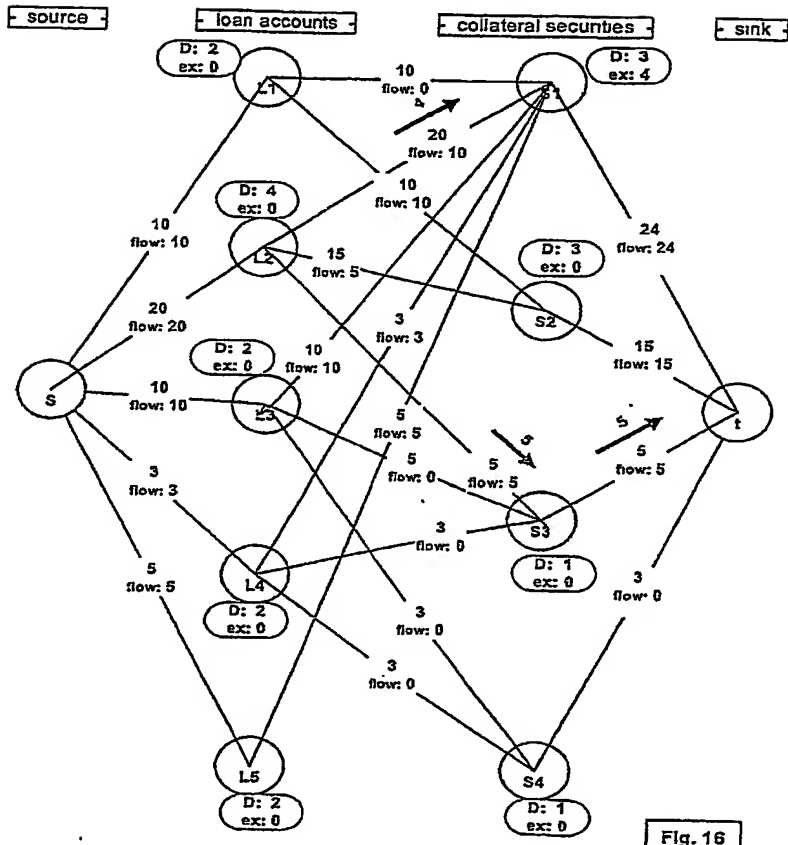 source
loan accounts
collateral securities
sink
D: 2
ex: 0
D: 3
ex: 4
L1
S1
10
flow: 0
4
20
flow: 10
10
flow: 10
D: 4
ex: 0
L2
15
flow: 5
D: 3
ex: 0
S2
24
flow: 24
10
flow: 10
20
flow: 20
D: 2
ex: 0
10
flow: 10
3
flow: 3
15
flow: 15
S
10
flow: 10
L3
t
5
flow: 5
5
flow: 0
5
5
flow: 5
5
5
flow: 5
3
flow: 3
3
flow: 0
S3
D: 1
ex: 0
L4
D: 2
ex: 0
5
flow: 5
3
flow: 0
3
flow: 0
3
flow: 0
L5
D: 2
ex: 0
S4
D: 1
ex: 0
Fig. 16